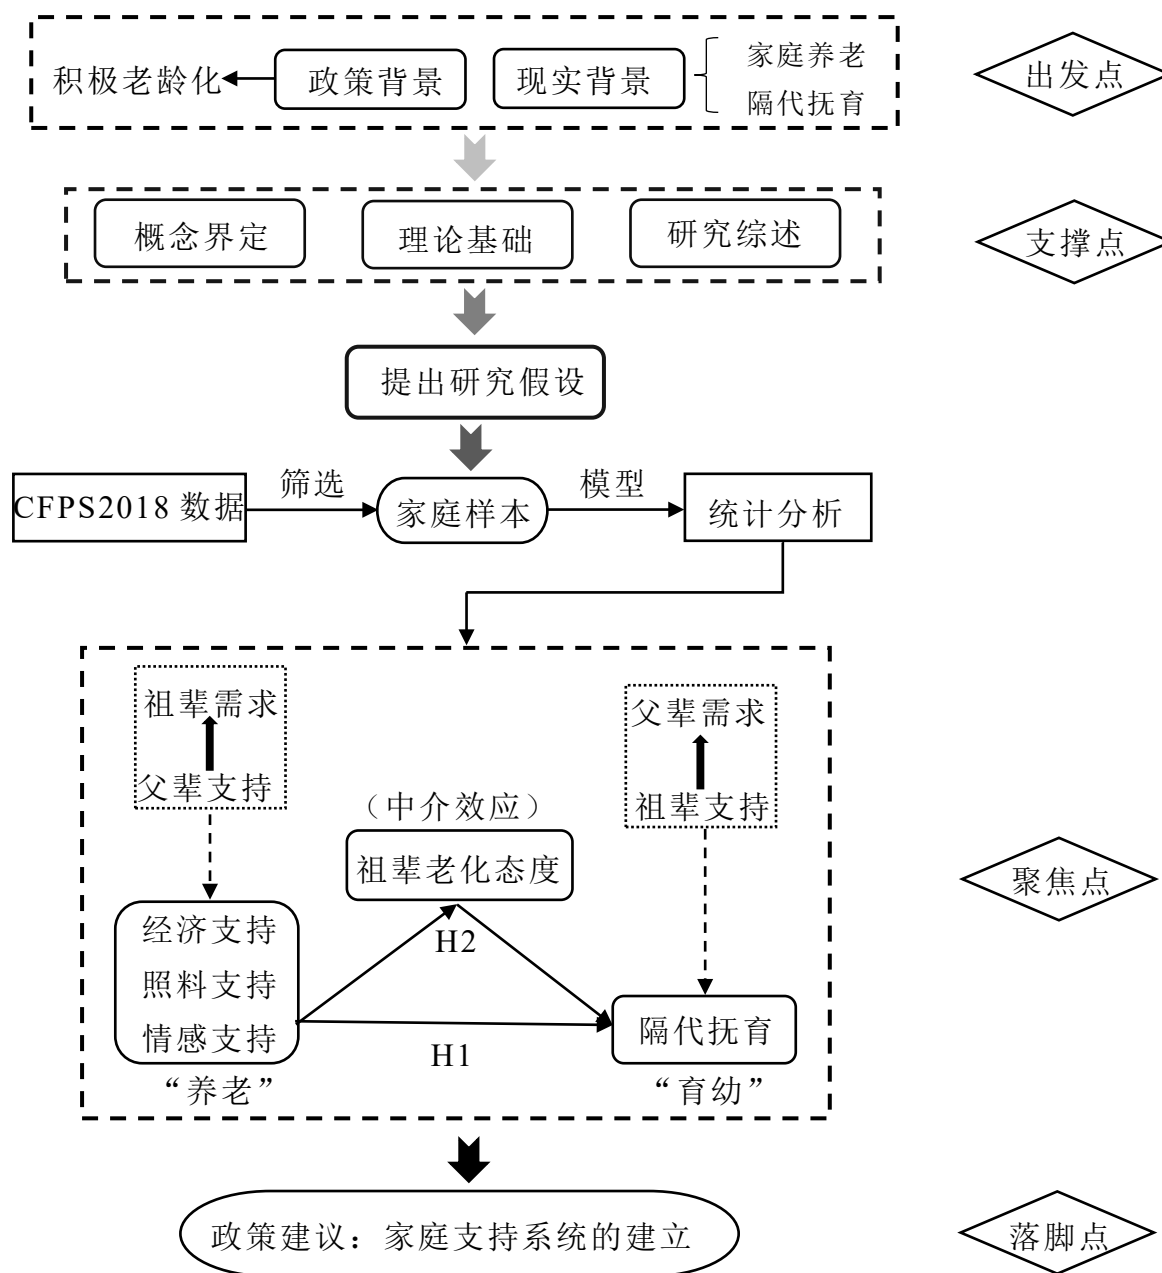 家庭养老
积极老龄化
政策背景
现实背景
隔代抚育
出发点
概念界定
理论基础
研究综述
支撑点
提出研究假设
CFPS2018 数据
筛选
家庭样本
模型
统计分析
祖辈需求
父辈支持
父辈需求
祖辈支持
（中介效应）
祖辈老化态度
聚焦点
经济支持
照料支持
情感支持
H2
H1
隔代抚育
“养老”
“育幼”
政策建议：家庭支持系统的建立
落脚点